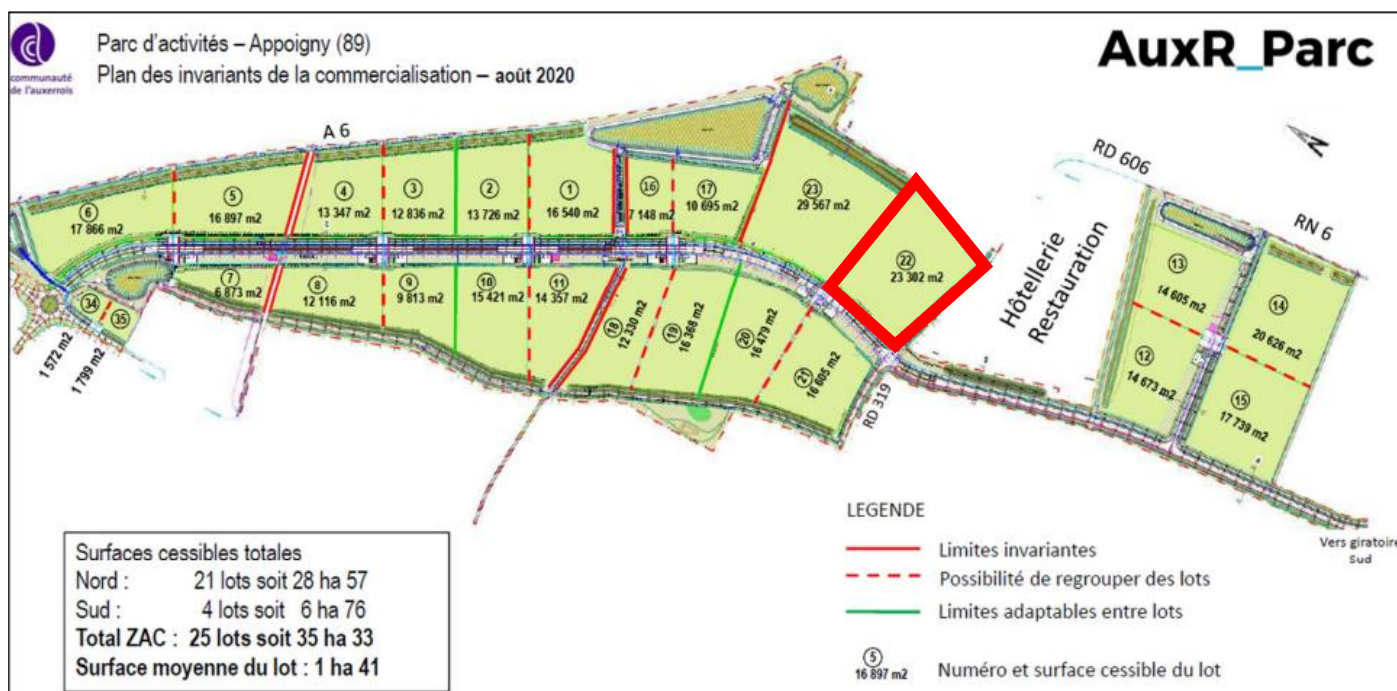 communauté
de l'auxerrois
Parc d'activités – Appoigny (89)
Plan des invariants de la commercialisation – août 2020
AuxR_Parc
N
A 6
RD 606
RN 6
6
17 866 m2
5
16 897 m2
4
13 347 m2
3
12 836 m2
2
13 726 m2
1
16 540 m2
16
7 148 m2
17
10 695 m2
23
29 567 m2
22
23 302 m2
Hôtellerie
Restauration
13
14 605 m2
14
20 626 m2
12
14 673 m2
15
17 739 m2
34
1 572 m2
35
1 799 m2
7
6 873 m2
8
12 116 m2
9
9 813 m2
10
15 421 m2
11
14 357 m2
18
12 330 m2
19
16 368 m2
20
16 479 m2
21
16 605 m2
RD 319
Vers giratoire
Sud
Surfaces cessibles totales
Nord : 21 lots soit 28 ha 57
Sud : 4 lots soit 6 ha 76
Total ZAC : 25 lots soit 35 ha 33
Surface moyenne du lot : 1 ha 41
LEGENDE
Limites invariantes
Possibilité de regrouper des lots
Limites adaptables entre lots
5
16 897 m2
Numéro et surface cessible du lot